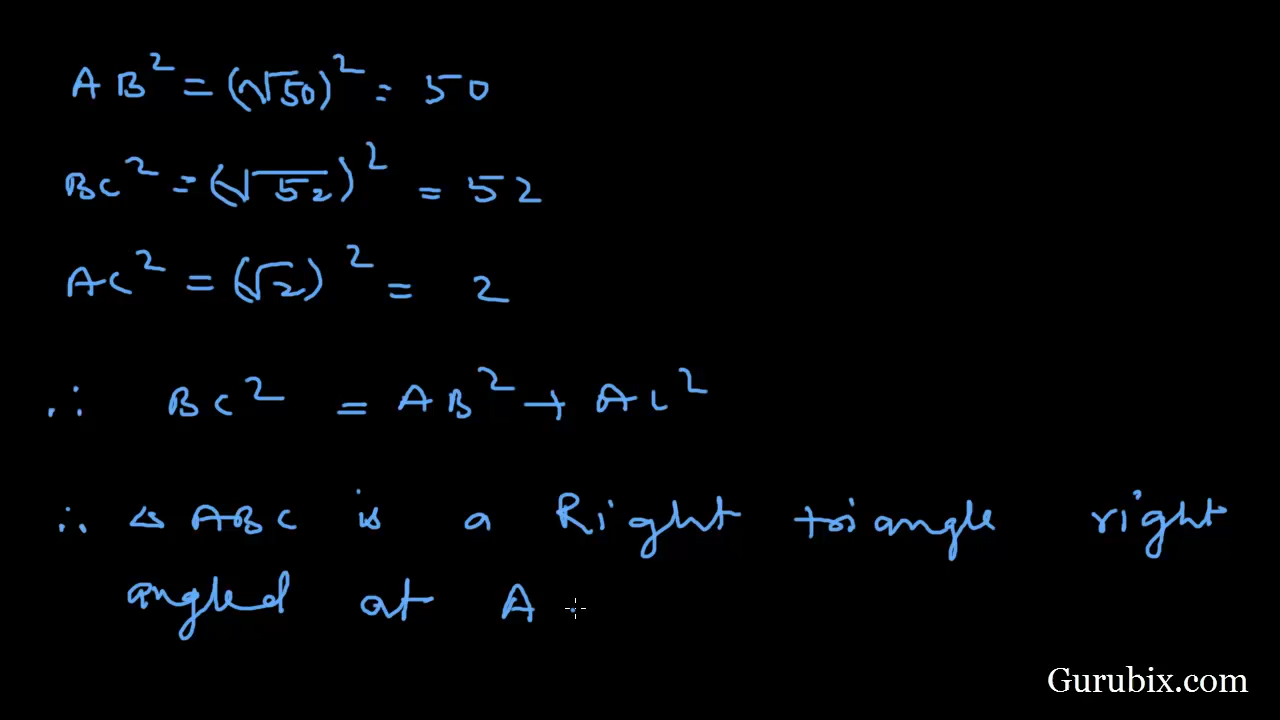 AB² = (√50)² = 50
BC² = (√52)² = 52
AC² = (√2)² = 2
∴ BC² = AB² + AC²
∴ △ ABC is a Right triangle right
angled at A
Gurubix.com